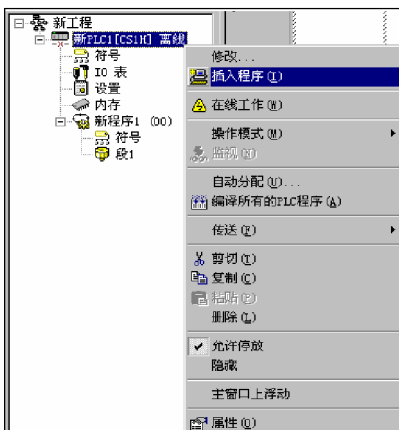 新工程
新PLC1[CS1H] 离线
符号
IO 表
设置
内存
新程序1 (00)
符号
段1
修改...
插入程序(I)
在线工作(W)
操作模式(M)
监视(R)
自动分配(U)...
编译所有的PLC程序(A)
传送(F)
剪切(T)
复制(C)
粘贴(P)
删除(L)
允许停放
隐藏
主窗口上浮动
属性(O)